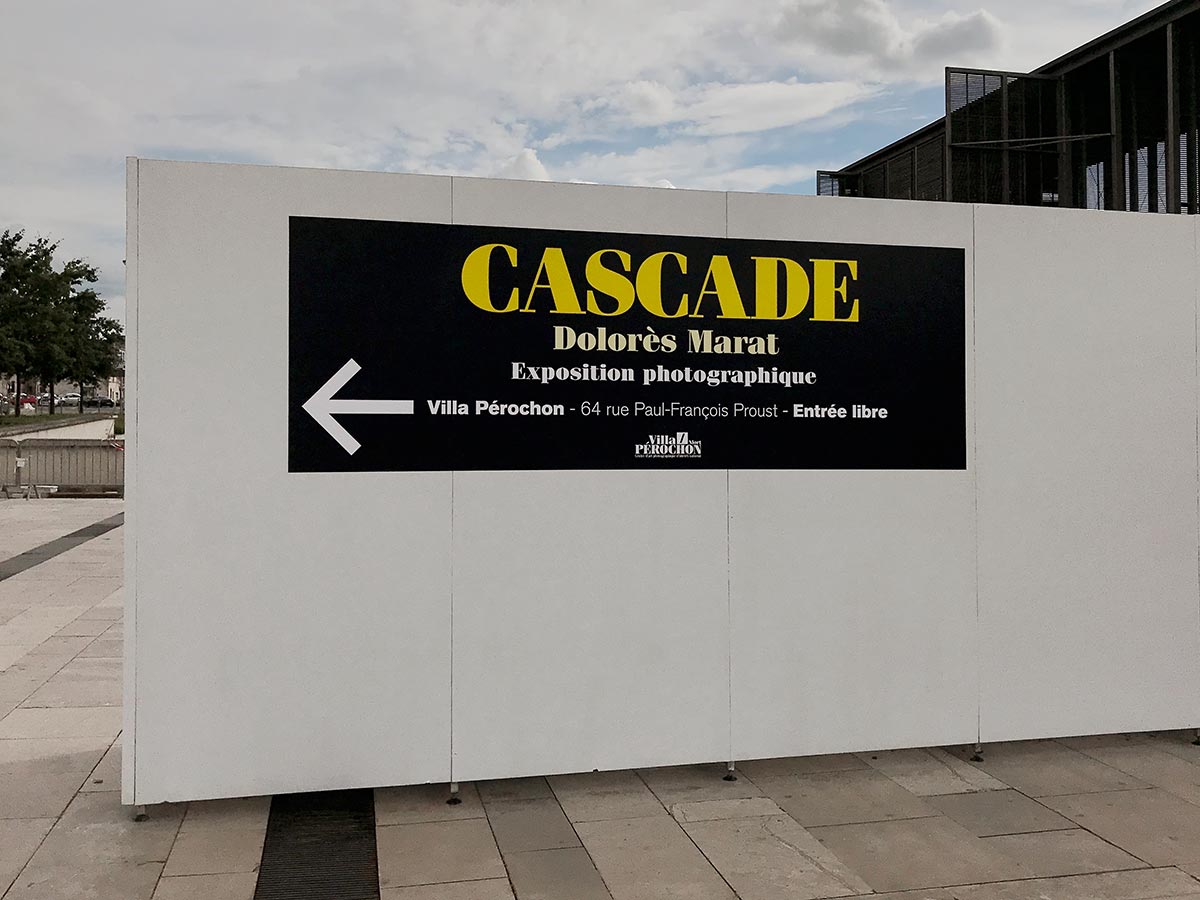 CASCADE
Dolorès Marat
Exposition photographique
Villa Pérochon - 64 rue Paul-François Proust - Entrée libre
Villa Niort
PÉROCHON